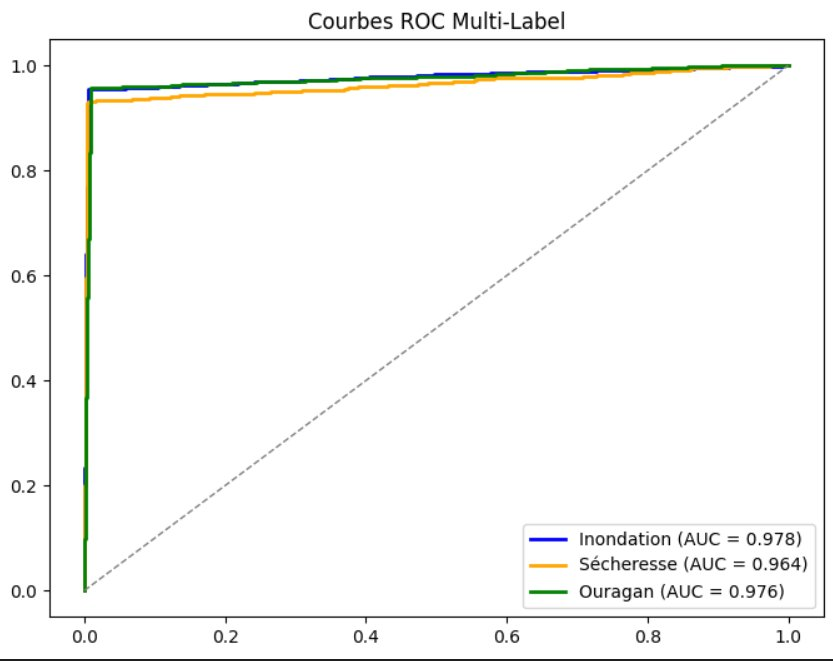 Courbes ROC Multi-Label
1.0
0.8
0.6
0.4
0.2
0.0
0.0 0.2 0.4 0.6 0.8 1.0
Inondation (AUC = 0.978)
Sécheresse (AUC = 0.964)
Ouragan (AUC = 0.976)